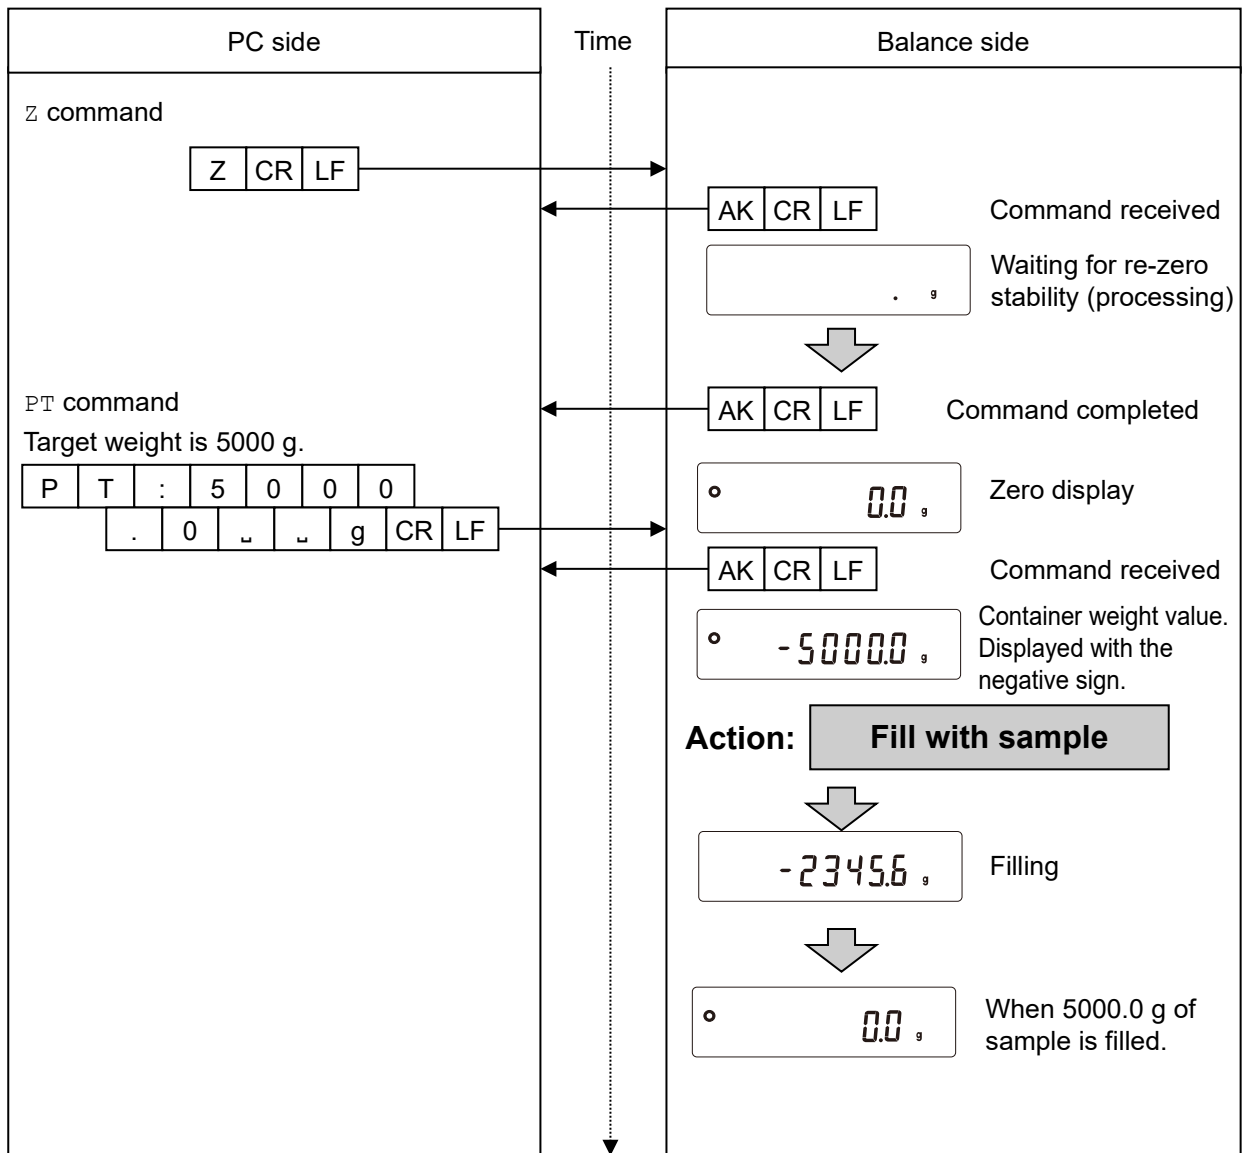 PC side
Time
Balance side
Z command
Z CR LF
AK CR LF
Command received
. g
Waiting for re-zero
stability (processing)
PT command
AK CR LF
Command completed
Target weight is 5000 g.
P T : 5 0 0 0
. 0 ␣ ␣ g CR LF
0.0 g
Zero display
AK CR LF
Command received
-5000.0 g
Container weight value.
Displayed with the
negative sign.
Action:
Fill with sample
-2345.6 g
Filling
0.0 g
When 5000.0 g of
sample is filled.